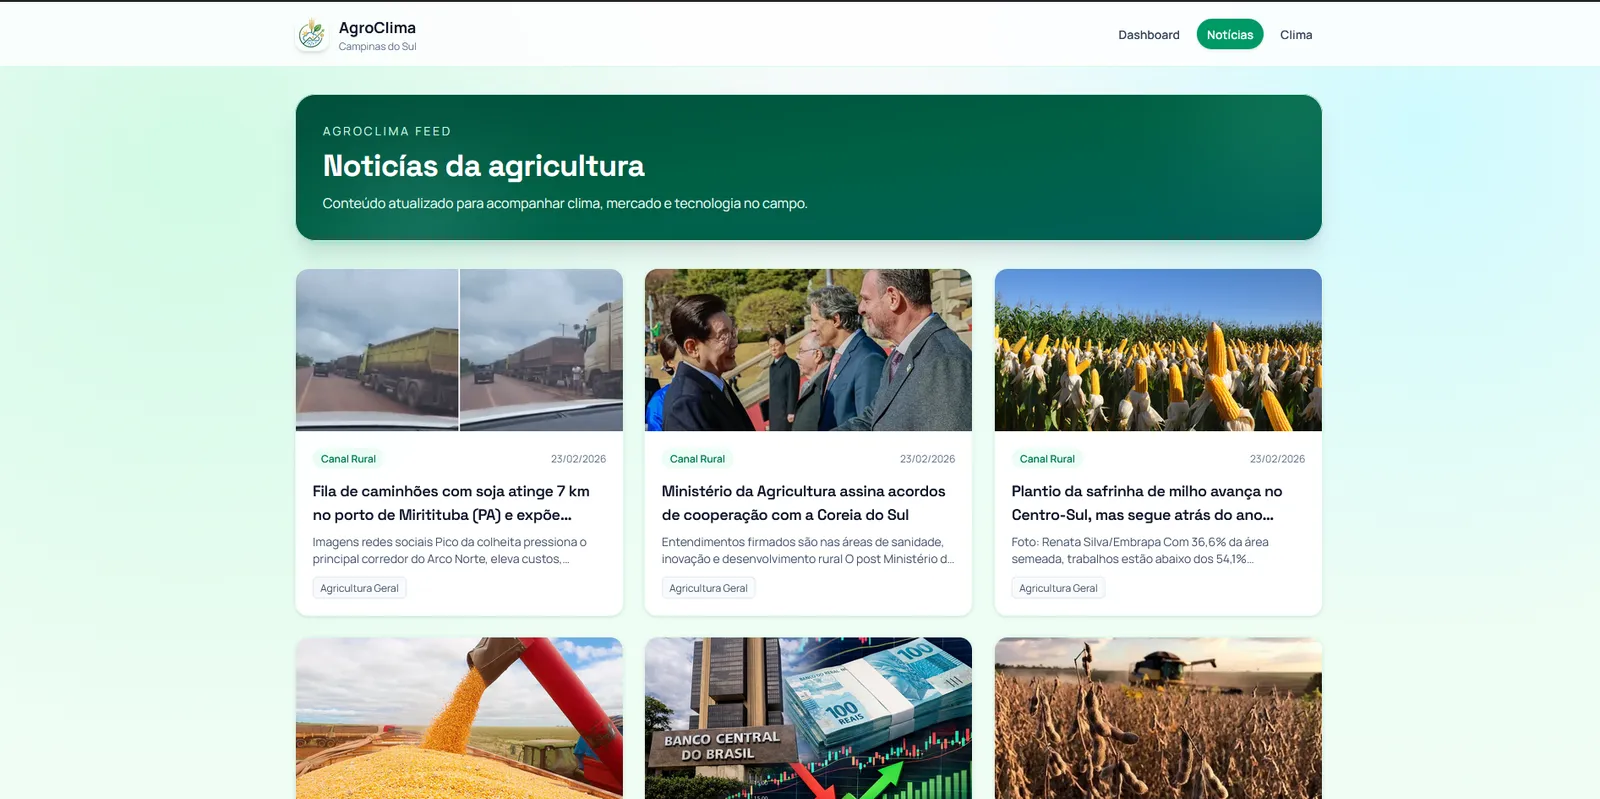 AgroClima
Campinas do Sul
Dashboard
Notícias
Clima
AGROCLIMA FEED
Noticías da agricultura
Conteúdo atualizado para acompanhar clima, mercado e tecnologia no campo.
Canal Rural
23/02/2026
Fila de caminhões com soja atinge 7 km
no porto de Miritituba (PA) e expõe...
Imagens redes sociais Pico da colheita pressiona o
principal corredor do Arco Norte, eleva custos,...
Agricultura Geral
Canal Rural
23/02/2026
Ministério da Agricultura assina acordos
de cooperação com a Coreia do Sul
Entendimentos firmados são nas áreas de sanidade,
inovação e desenvolvimento rural O post Ministério d...
Agricultura Geral
Canal Rural
23/02/2026
Plantio da safrinha de milho avança no
Centro-Sul, mas segue atrás do ano...
Foto: Renata Silva/Embrapa Com 36,6% da área
semeada, trabalhos estão abaixo dos 54,1%...
Agricultura Geral
100
100
REAIS
BANCO CENTRAL
DO BRASIL